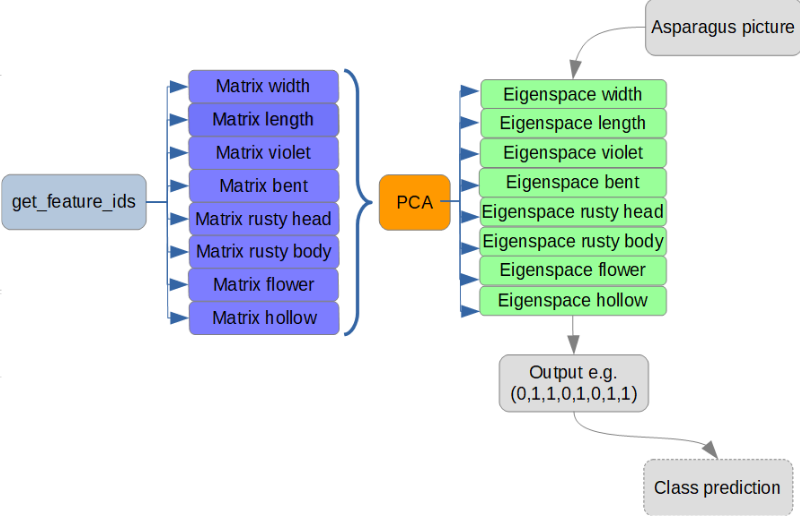 Asparagus picture
get_feature_ids
Matrix width
Matrix length
Matrix violet
Matrix bent
Matrix rusty head
Matrix rusty body
Matrix flower
Matrix hollow
PCA
Eigenspace width
Eigenspace length
Eigenspace violet
Eigenspace bent
Eigenspace rusty head
Eigenspace rusty body
Eigenspace flower
Eigenspace hollow
Output e.g.
(0,1,1,0,1,0,1,1)
Class prediction